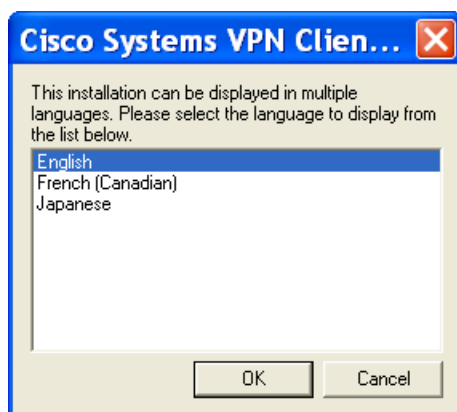 Cisco Systems VPN Clien...
This installation can be displayed in multiple
languages. Please select the language to display from
the list below.
English
French (Canadian)
Japanese
OK
Cancel